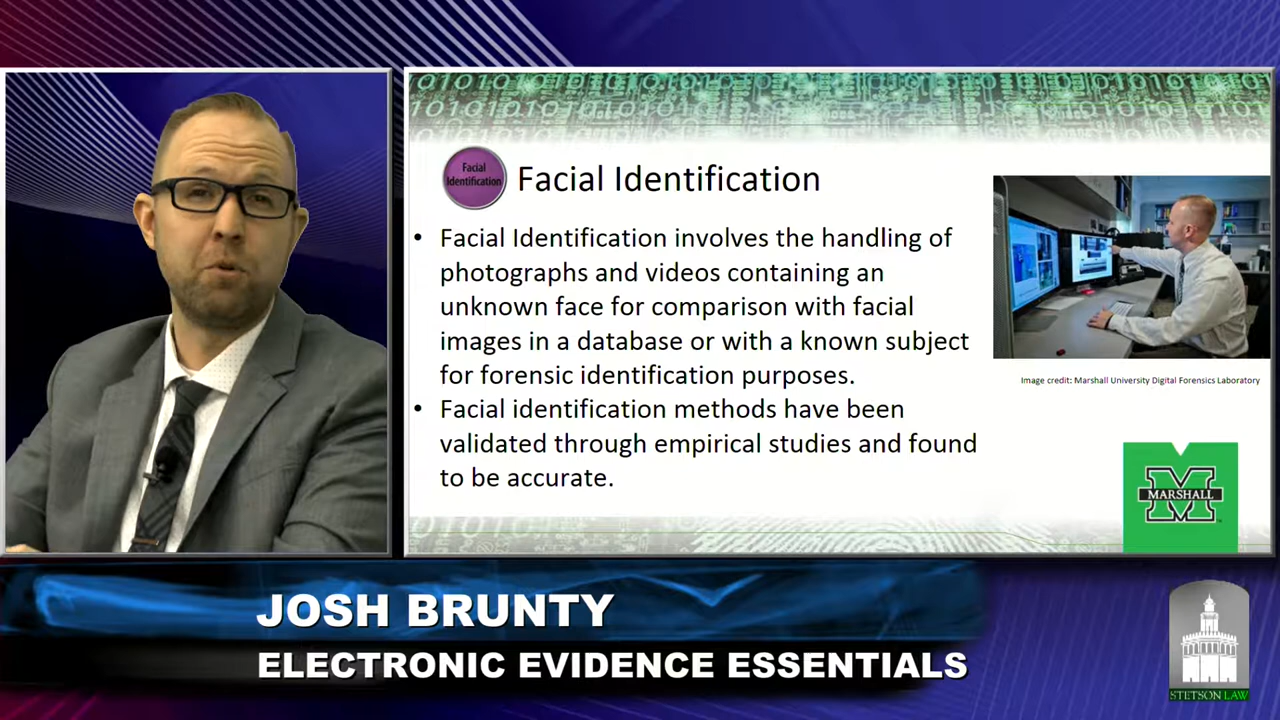 010101010
10101010101
Facial
Identification
Facial Identification
• Facial Identification involves the handling of
photographs and videos containing an
unknown face for comparison with facial
images in a database or with a known subject
for forensic identification purposes.
• Facial identification methods have been
validated through empirical studies and found
to be accurate.
Image credit: Marshall University Digital Forensics Laboratory
M
MARSHALL
JOSH BRUNTY
ELECTRONIC EVIDENCE ESSENTIALS
STETSON LAW